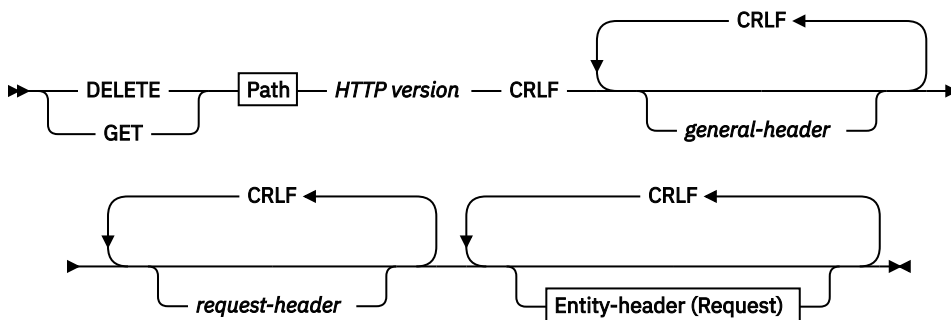 CRLF
DELETE Path HTTP version CRLF
GET general-header
CRLF CRLF
request-header Entity-header (Request)